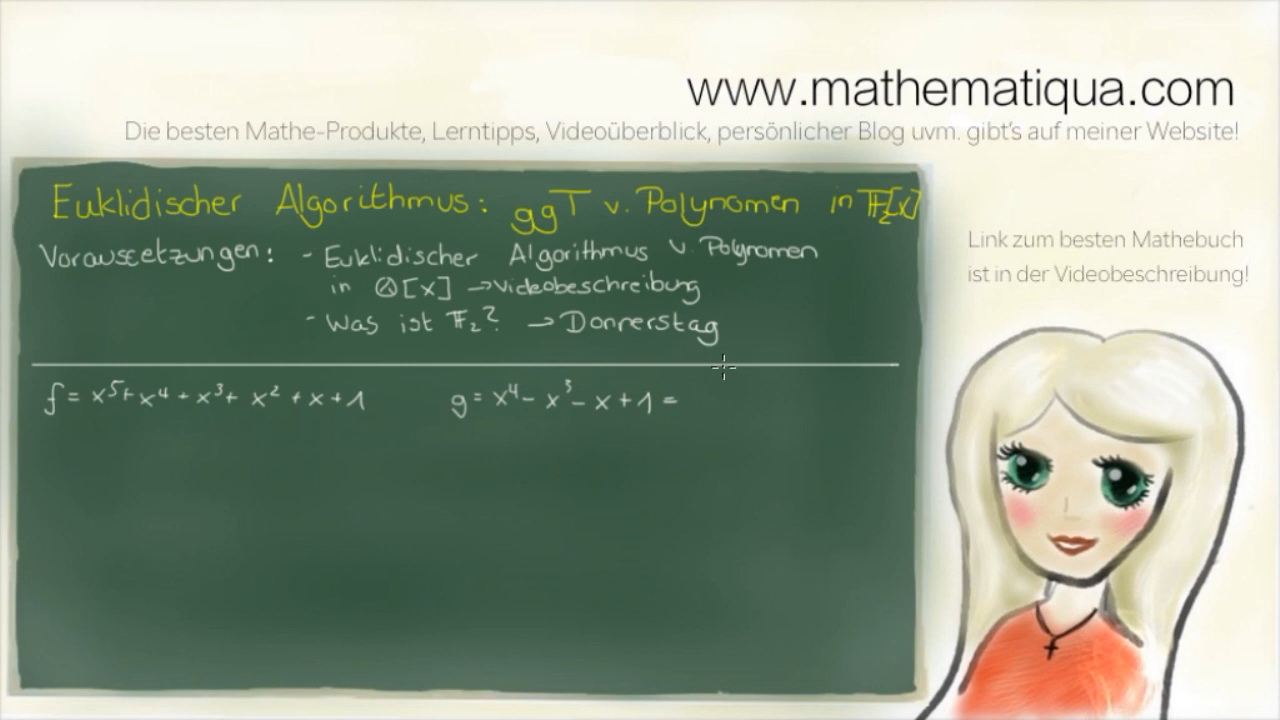 www.mathematiqua.com
Die besten Mathe-Produkte, Lerntipps, Videoüberblick, persönlicher Blog uvm. gibt's auf meiner Website!
Euklidischer Algorithmus: ggT v. Polynomen in 𝔽₂[x]
Voraussetzungen: - Euklidischer Algorithmus v. Polynomen
in ℚ[x] →Videobeschreibung
- Was ist 𝔽₂? → Donnerstag
Link zum besten Mathebuch
ist in der Videobeschreibung!
f = x⁵+x⁴+x³+x²+x+1 g = x⁴-x³-x+1 =